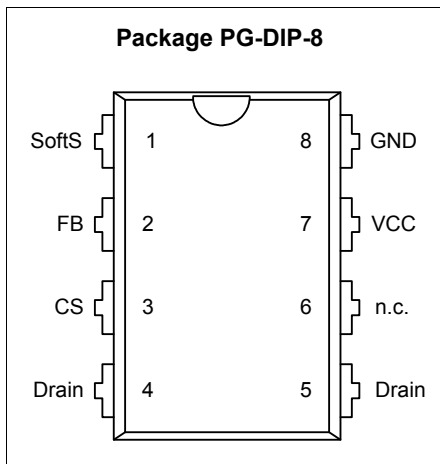 Package PG-DIP-8
SoftS 1 8 GND
FB 2 7 VCC
CS 3 6 n.c.
Drain 4 5 Drain